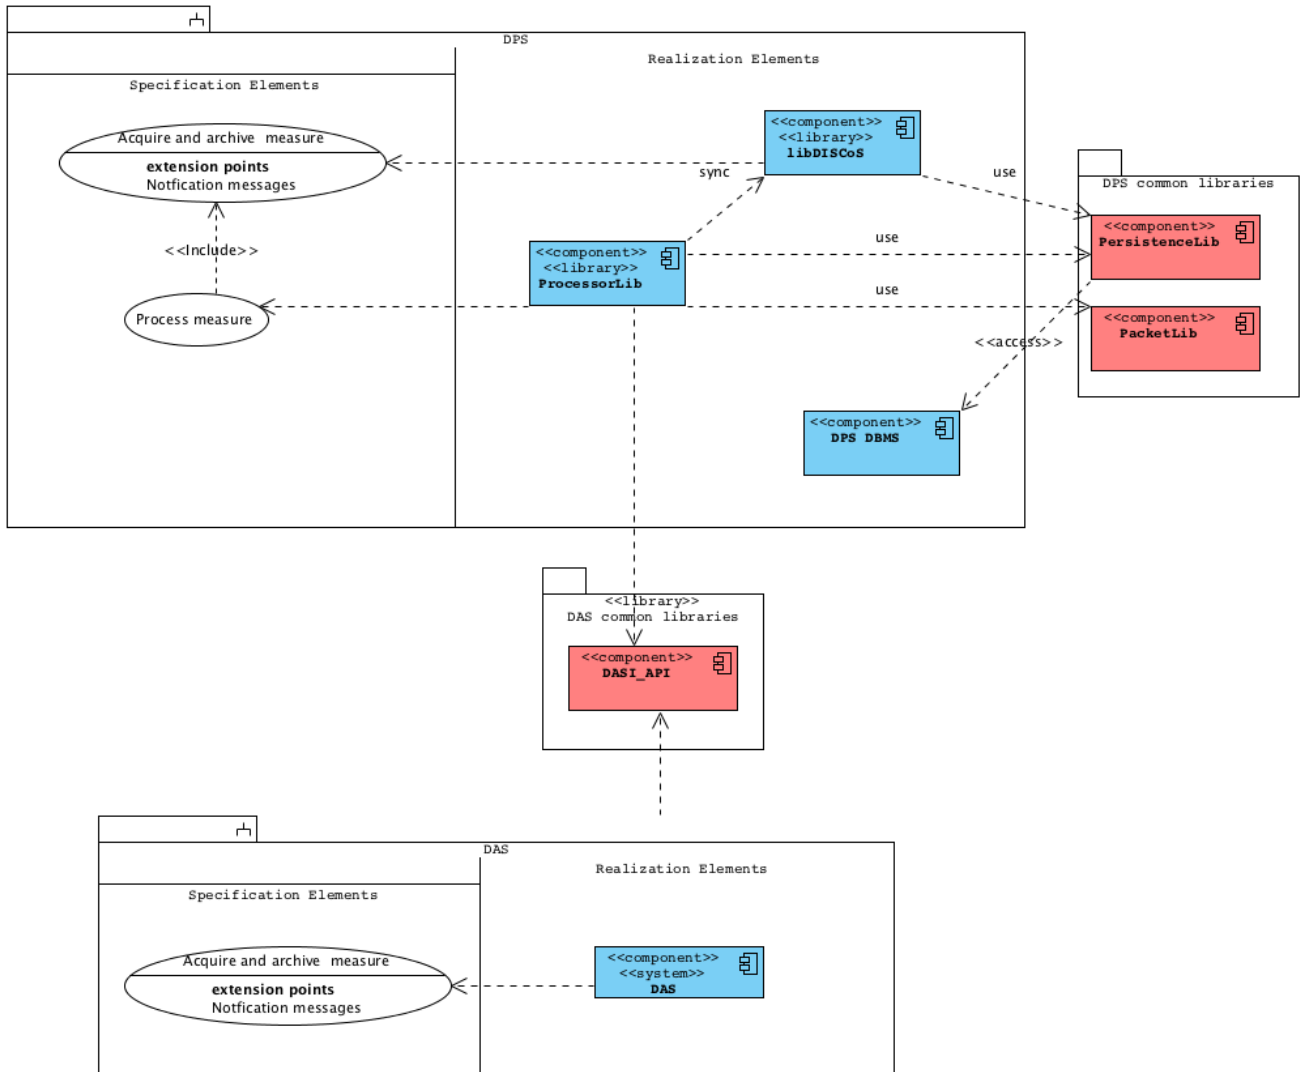 DPS
Realization Elements
Specification Elements
Acquire and archive  measure
extension points
Notfication messages
<<Include>>
Process measure
<<component>>
<<library>>
libDISCoS
sync
use
<<component>>
<<library>>
ProcessorLib
use
use
DPS common libraries
<<component>>
PersistenceLib
<<component>>
PacketLib
<<access>>
<<component>>
DPS DBMS
<<library>>
DAS common libraries
<<component>>
DASI_API
DAS
Realization Elements
Specification Elements
Acquire and archive  measure
extension points
Notfication messages
<<component>>
<<system>>
DAS